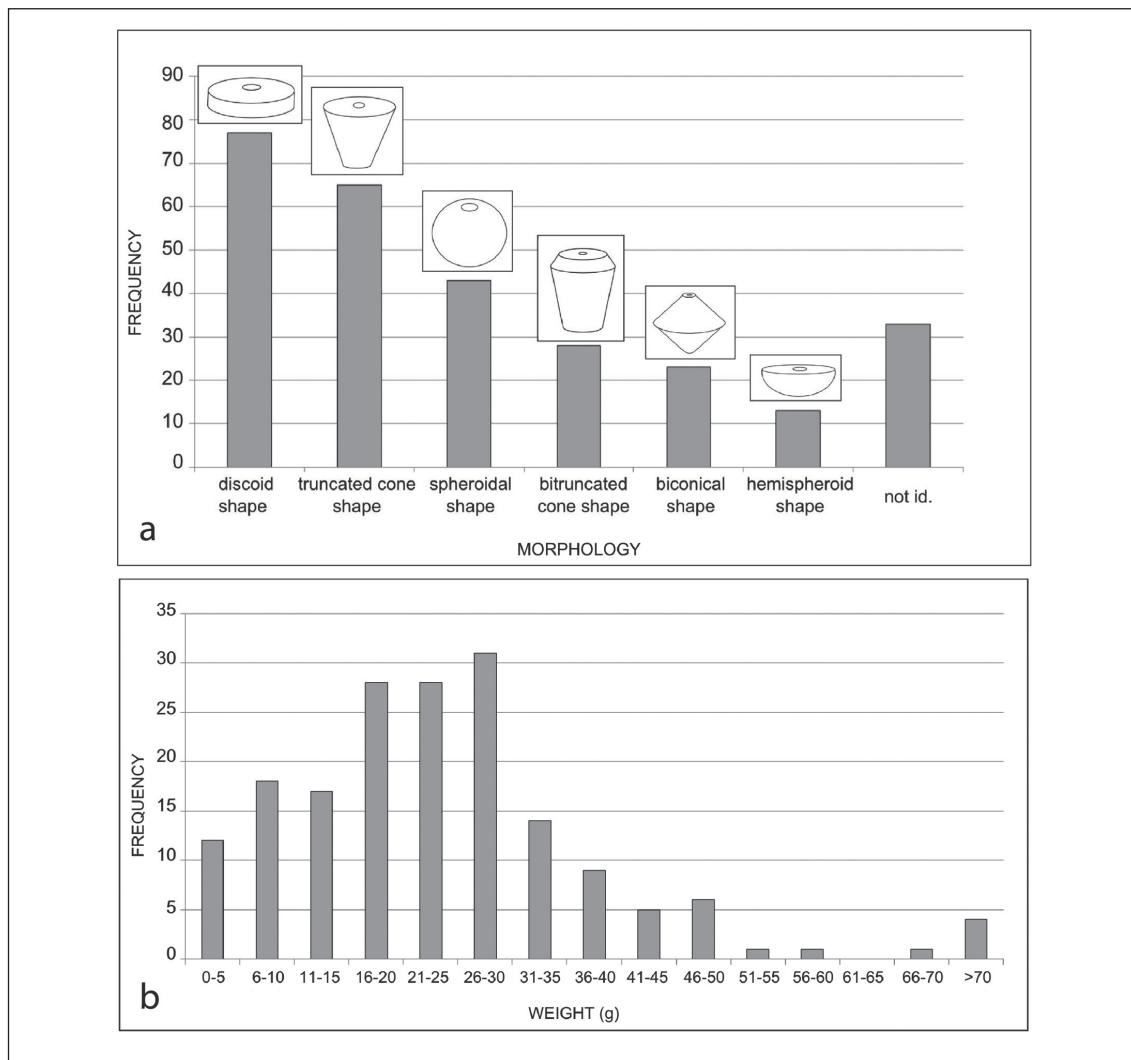 90
80
70
60
50
40
30
20
10
0
FREQUENCY
discoid shape
truncated cone shape
spheroidal shape
bitruncated cone shape
biconical shape
hemispheroid shape
not id.
a
MORPHOLOGY
35
30
25
20
15
10
5
0
FREQUENCY
0-5 6-10 11-15 16-20 21-25 26-30 31-35 36-40 41-45 46-50 51-55 56-60 61-65 66-70 >70
b
WEIGHT (g)